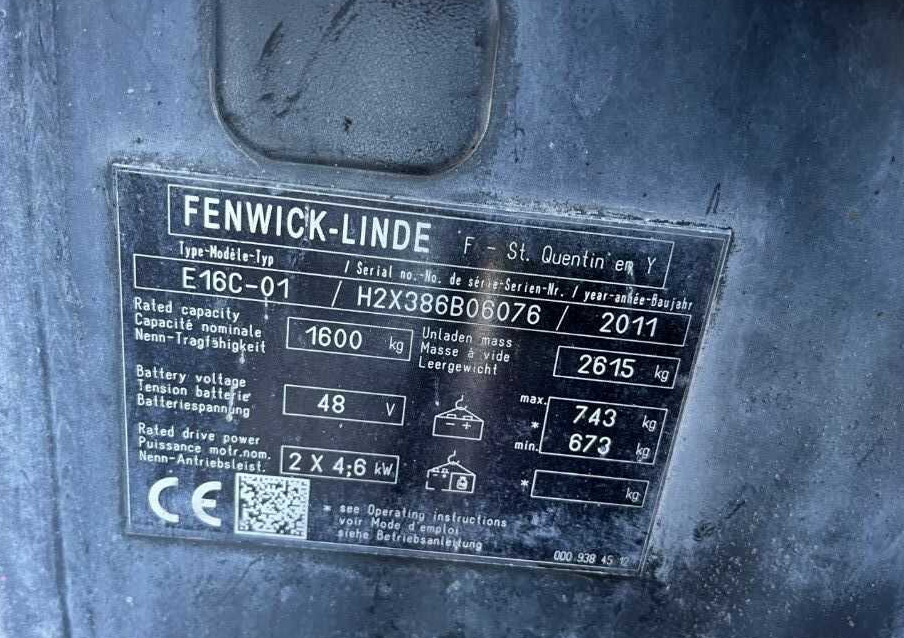 FENWICK-LINDE F - St. Quentin en Y
Type-Modèle-Typ / Serial no.-No. de série-Serien-Nr. / year-année-Baujahr
E16C-01 / H2X386B06076 / 2011
Rated capacity
Capacité nominale
Nenn-Tragfähigkeit
1600 kg
Unladen mass
Masse à vide
Leergewicht
2615 kg
Battery voltage
Tension batterie
Batteriespannung
48 V
- +
max. 743 kg
*
min. 673 kg
Rated drive power
Puissance motr.nom.
Nenn-Antriebsleist.
2 X 4,6 kW
* kg
CE
* see Operating instructions
voir Mode d'emploi
siehe Betriebsanleitung
000 938 45 12